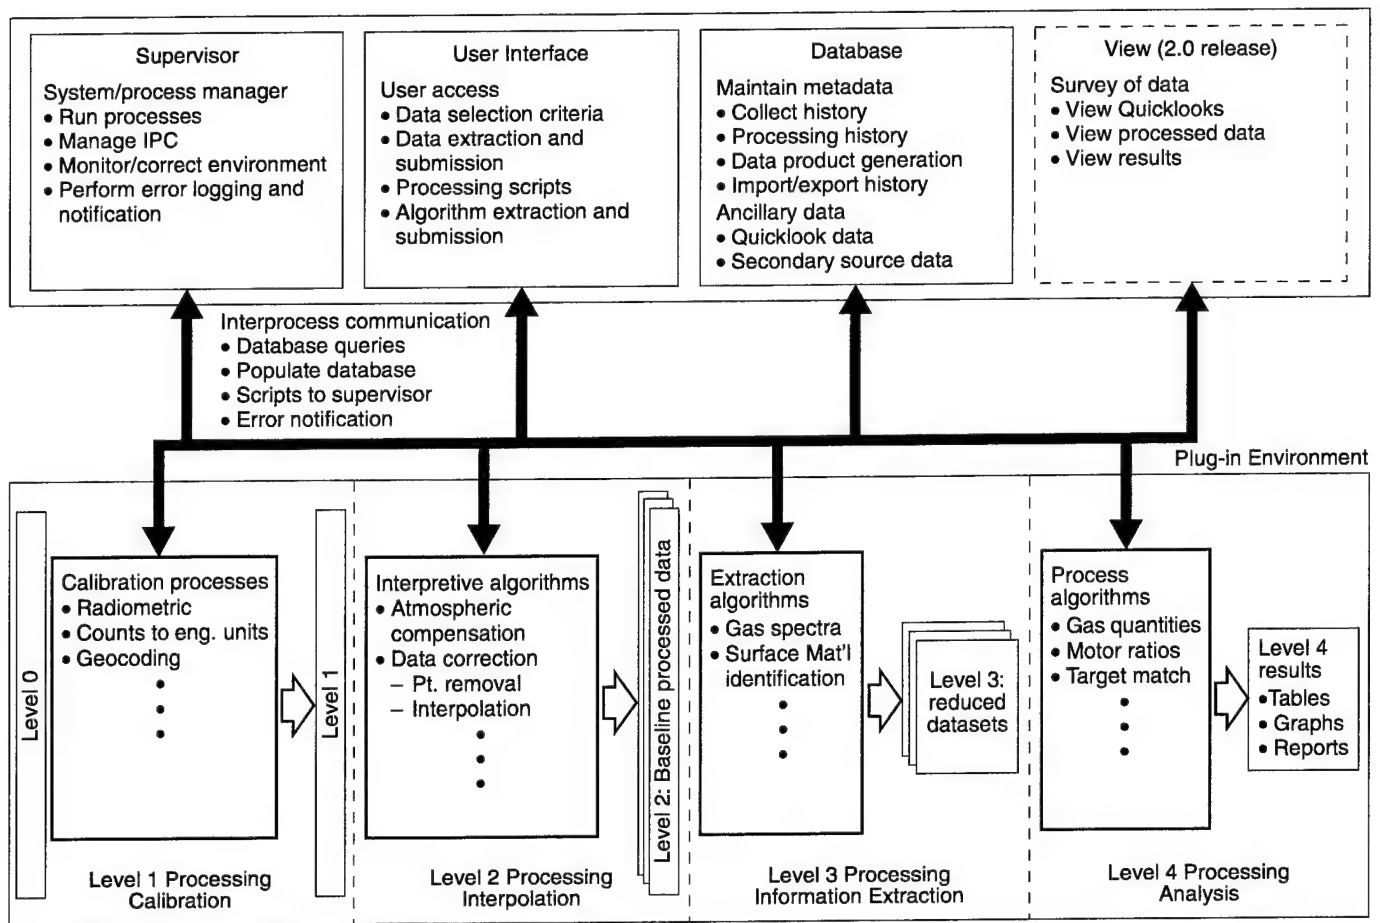 Supervisor
System/process manager
• Run processes
• Manage IPC
• Monitor/correct environment
• Perform error logging and
notification
User Interface
User access
• Data selection criteria
• Data extraction and
submission
• Processing scripts
• Algorithm extraction and
submission
Database
Maintain metadata
• Collect history
• Processing history
• Data product generation
• Import/export history
Ancillary data
• Quicklook data
• Secondary source data
View (2.0 release)
Survey of data
• View Quicklooks
• View processed data
• View results
Interprocess communication
• Database queries
• Populate database
• Scripts to supervisor
• Error notification
Plug-in Environment
Level 0
Calibration processes
• Radiometric
• Counts to eng. units
• Geocoding
•
•
•
Level 1
Level 1 Processing
Calibration
Interpretive algorithms
• Atmospheric
compensation
• Data correction
– Pt. removal
– Interpolation
•
•
•
Level 2: Baseline processed data
Level 2 Processing
Interpolation
Extraction
algorithms
• Gas spectra
• Surface Mat'l
identification
•
•
•
Level 3:
reduced
datasets
Level 3 Processing
Information Extraction
Process
algorithms
• Gas quantities
• Motor ratios
• Target match
•
•
•
Level 4
results
• Tables
• Graphs
• Reports
Level 4 Processing
Analysis